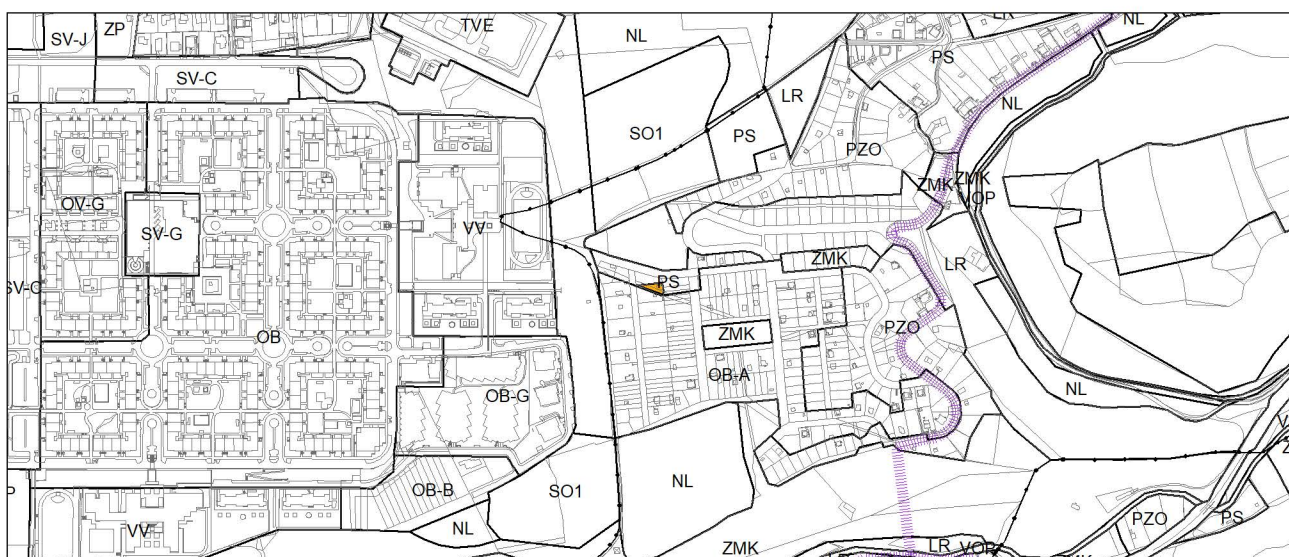 TVE
NL
LR
NL
ZP
SV-J
PS
SV-C
NL
LR
SO1
PS
PZO
ZMK
ZMK
VOP
OV-G
VV
SV-G
LR
ZMK
PS
SV-C
PZO
OB
ZMK
NL
OB-A
OB-G
NL
OB-B
SO1
PZO
PS
VV
NL
ZMK
LR
VOP
ZMK